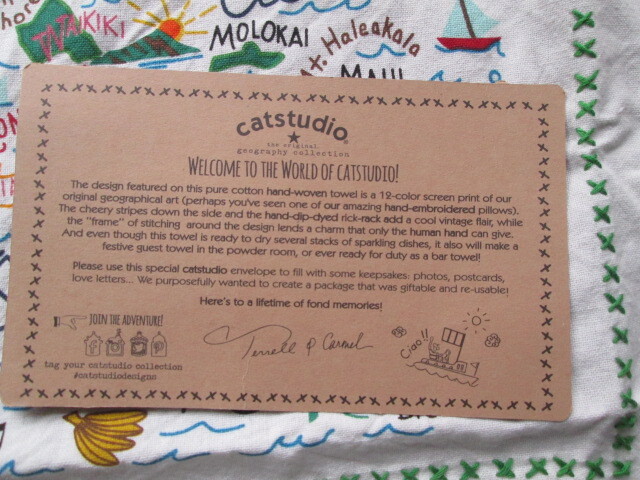 WAIKIKI
MOLOKAI
Mt. Haleakala
MAUI
catstudio®
the original
geography collection
WELCOME TO THE WORLD OF CATSTUDIO!
The design featured on this pure cotton hand-woven towel is a 12-color screen print of our
original geographical art (perhaps you've seen one of our amazing hand-embroidered pillows).
The cheery stripes down the side and the hand-dip-dyed rick-rack add a cool vintage flair, while
the "frame" of stitching around the design lends a charm that only the human hand can give.
And even though this towel is ready to dry several stacks of sparkling dishes, it also will make a
festive guest towel in the powder room, or ever ready for duty as a bar towel!
Please use this special catstudio envelope to fill with some keepsakes: photos, postcards,
love letters... We purposefully wanted to create a package that was giftable and re-usable!
Here's to a lifetime of fond memories!
JOIN THE ADVENTURE!
tag your catstudio collection
#catstudiodesigns
Terrell & Carmel
Ciao!!